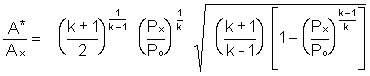 A*/Aₓ = ((k + 1)/2)^(1/(k−1)) (Pₓ/Pₒ)^(1/k) √(((k + 1)/(k - 1)) [1 − (Pₓ/Pₒ)^((k−1)/k)])